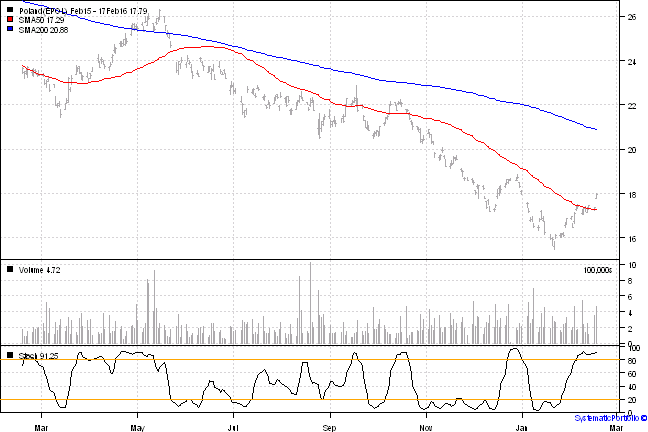 Poland(EPOL) Feb15 - 17Feb16 17.79
SMA50 17.29
SMA200 20.88
26
24
22
20
18
16
Volume 4.72
100,000s
10
8
6
4
2
0
Stoch 91.25
100
80
60
40
20
0
Mar May Jul Sep Nov Jan Mar
SystematicPortfolio ©